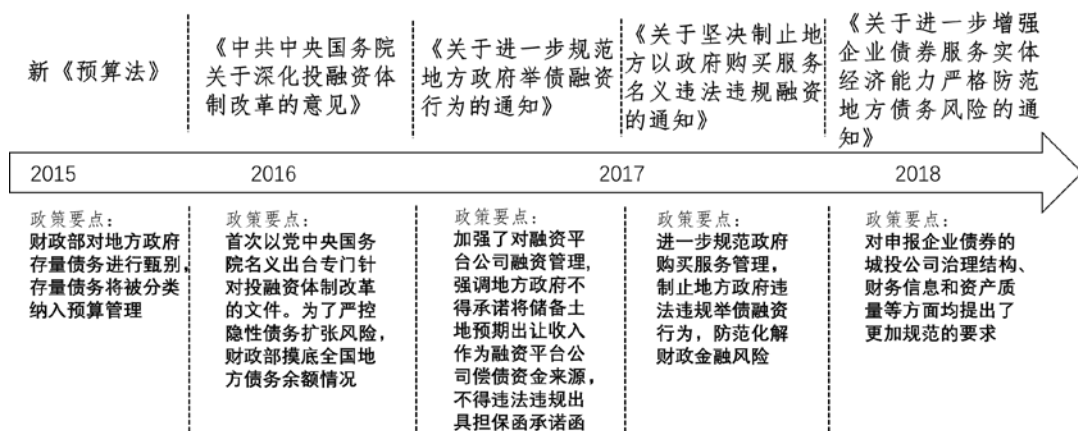 新《预算法》
《中共中央国务院
关于深化投融资体
制改革的意见》
《关于进一步规范
地方政府举债融资
行为的通知》
《关于坚决制止地
方以政府购买服务
名义违法违规融资
的通知》
《关于进一步增强
企业债券服务实体
经济能力严格防范
地方债务风险的通
知》
2015
2016
2017
2018
政策要点:
财政部对地方政府
存量债务进行甄别，
存量债务将被分类
纳入预算管理
政策要点:
首次以党中央国务
院名义出台专门针
对投融资体制改革
的文件。为了严控
隐性债务扩张风险，
财政部摸底全国地
方债务余额情况
政策要点:
加强了对融资平
台公司融资管理，
强调地方政府不
得承诺将储备土
地预期出让收入
作为融资平台公
司偿债资金来源，
不得违法违规出
具担保函承诺函
政策要点:
进一步规范政府
购买服务管理，
制止地方政府违
法违规举债融资
行为，防范化解
财政金融风险
政策要点:
对申报企业债券的
城投公司治理结构、
财务信息和资产质
量等方面均提出了
更加规范的要求